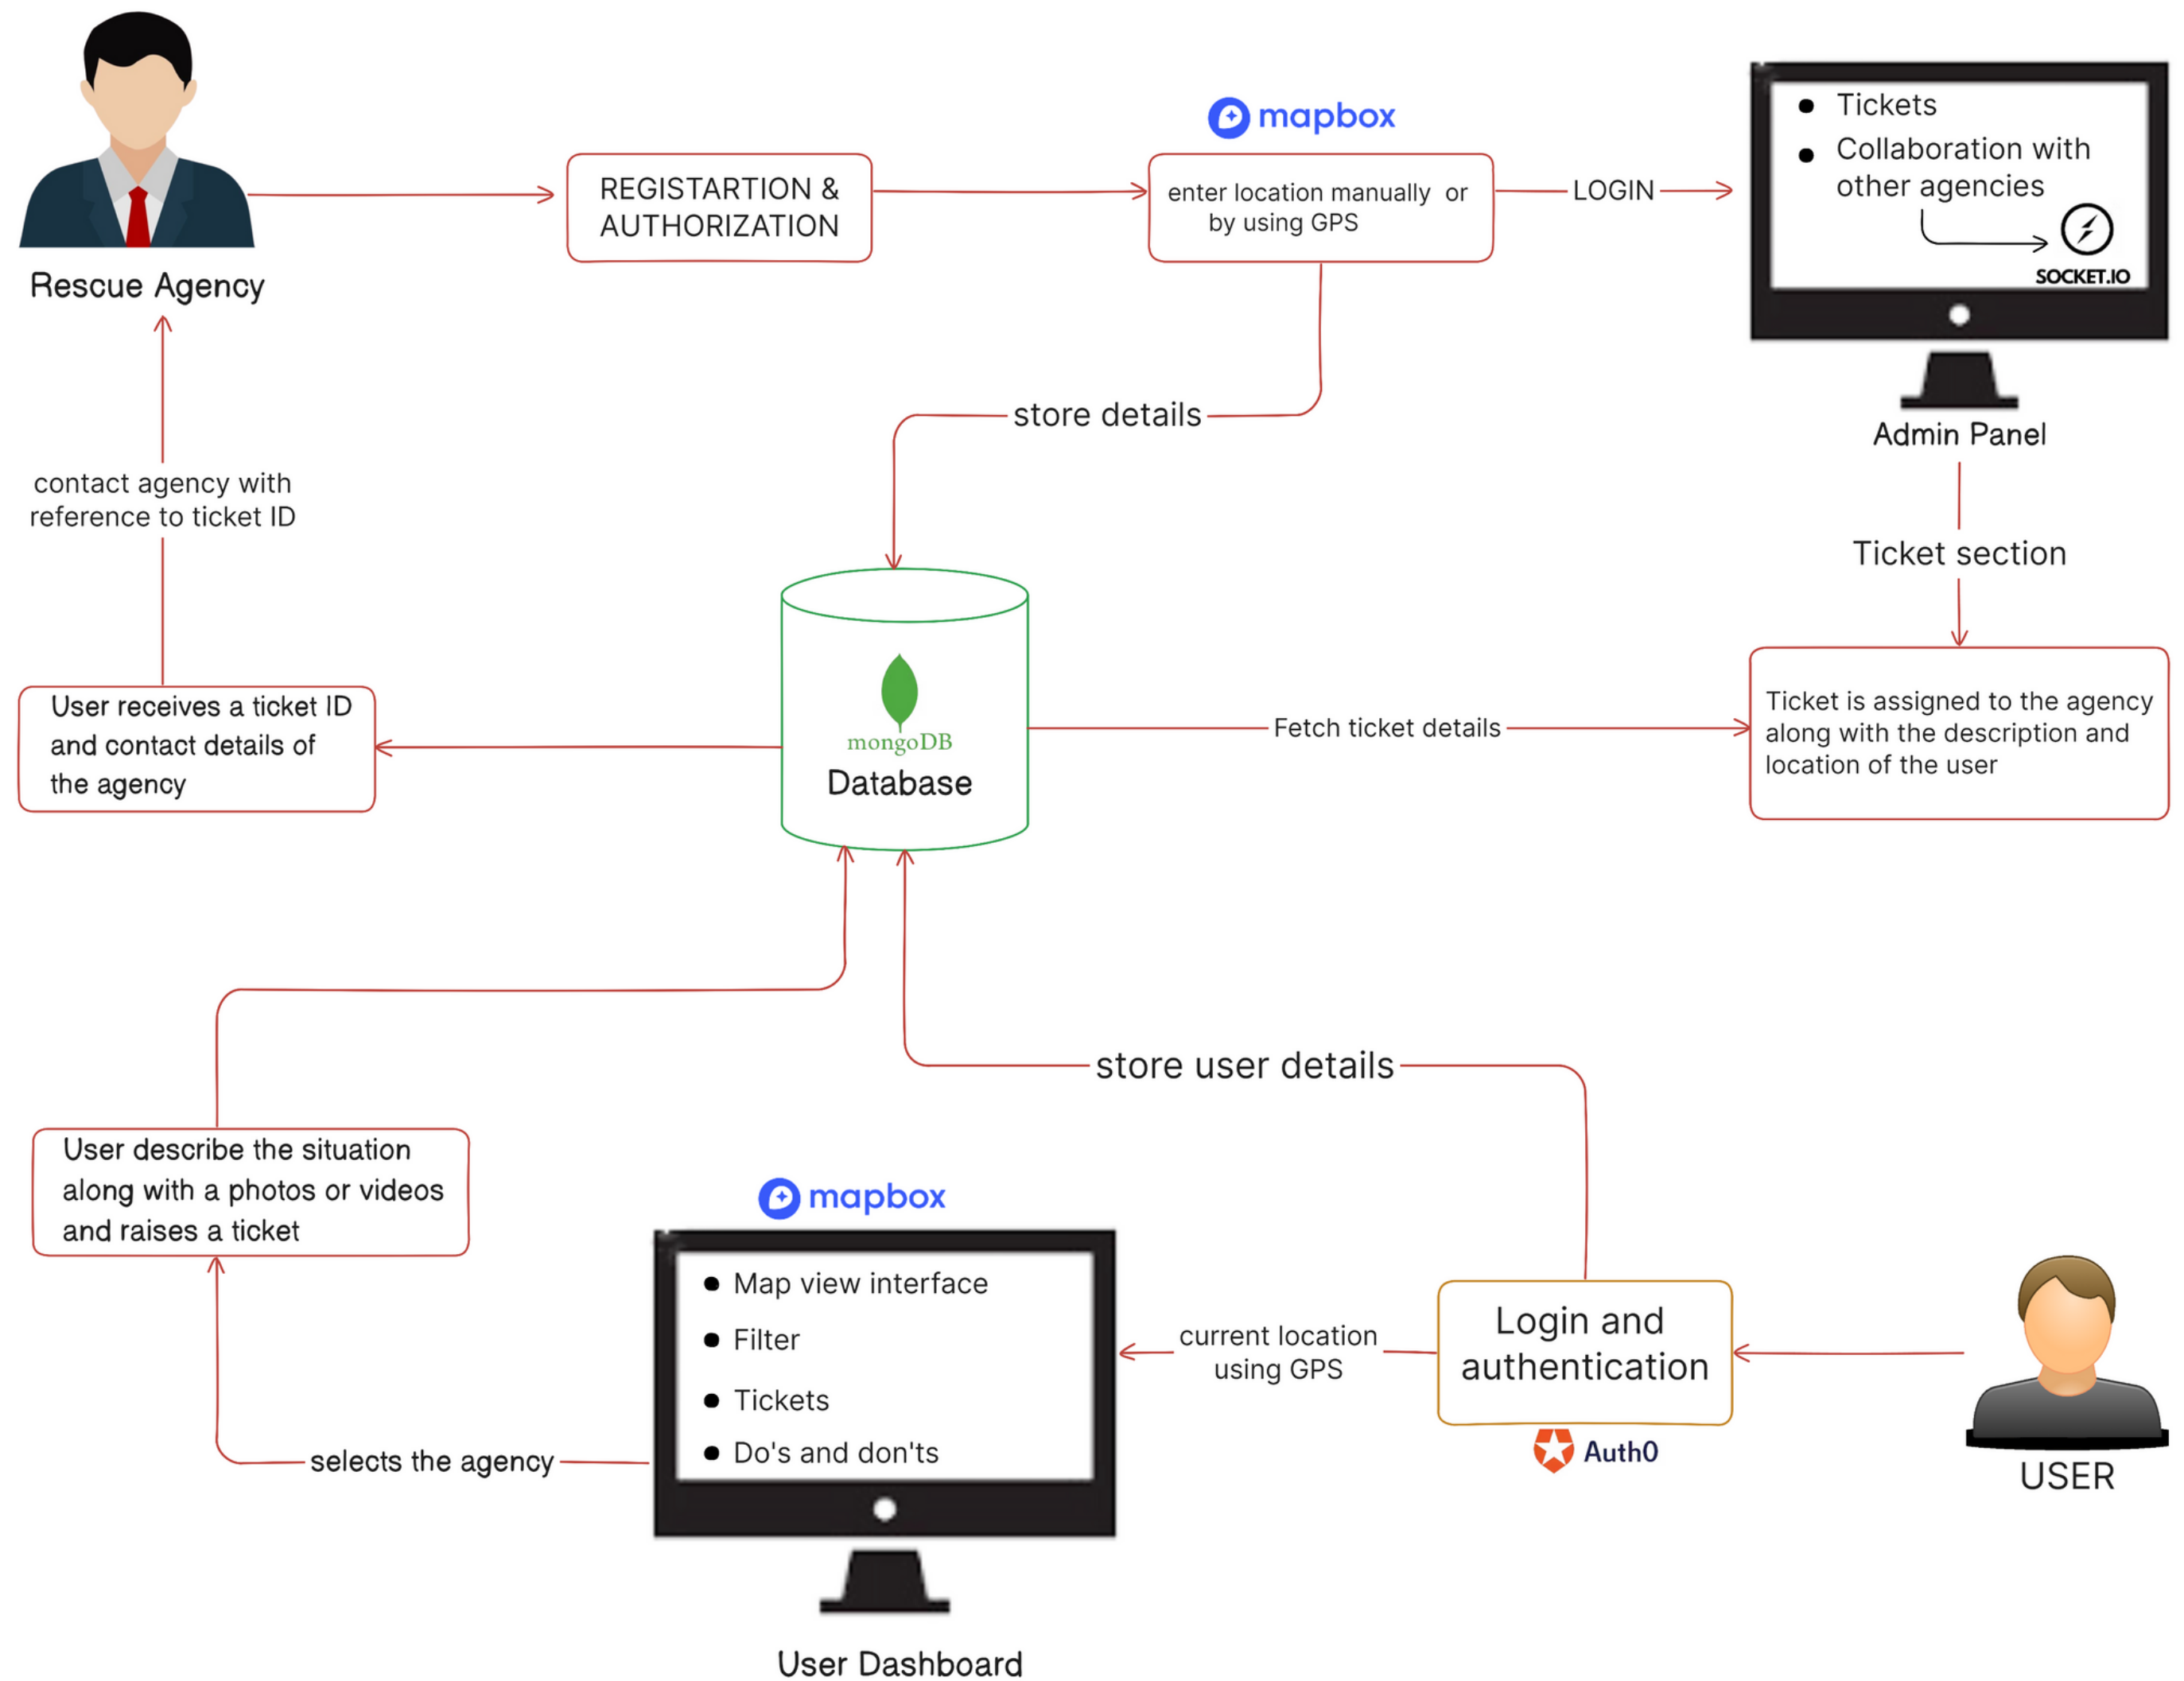 mapbox
Tickets
Collaboration with
other agencies
SOCKET.IO
REGISTARTION &
AUTHORIZATION
enter location manually or
by using GPS
LOGIN
Rescue Agency
store details
Admin Panel
contact agency with
reference to ticket ID
Ticket section
User receives a ticket ID
and contact details of
the agency
mongoDB
Database
Fetch ticket details
Ticket is assigned to the agency
along with the description and
location of the user
store user details
User describe the situation
along with a photos or videos
and raises a ticket
mapbox
Map view interface
Filter
Tickets
Do's and don'ts
current location
using GPS
Login and
authentication
Auth0
selects the agency
USER
User Dashboard